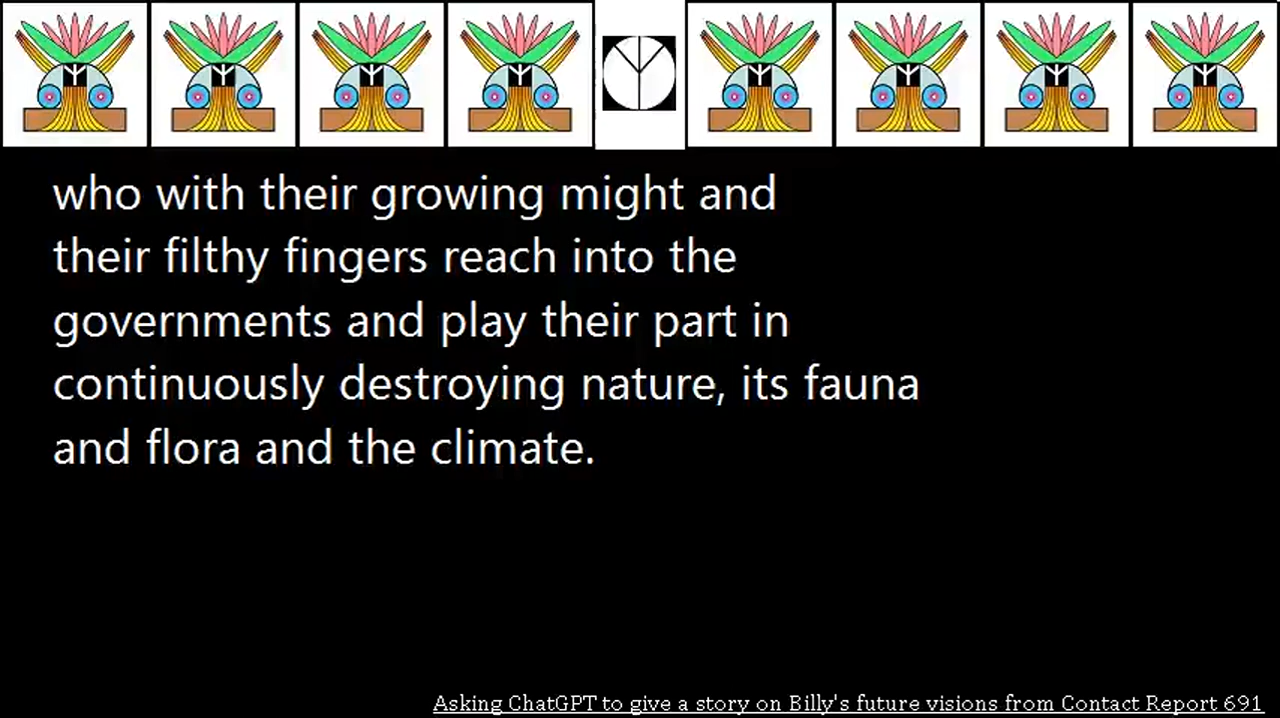 who with their growing might and
their filthy fingers reach into the
governments and play their part in
continuously destroying nature, its fauna
and flora and the climate.
Asking ChatGPT to give a story on Billy's future visions from Contact Report 691